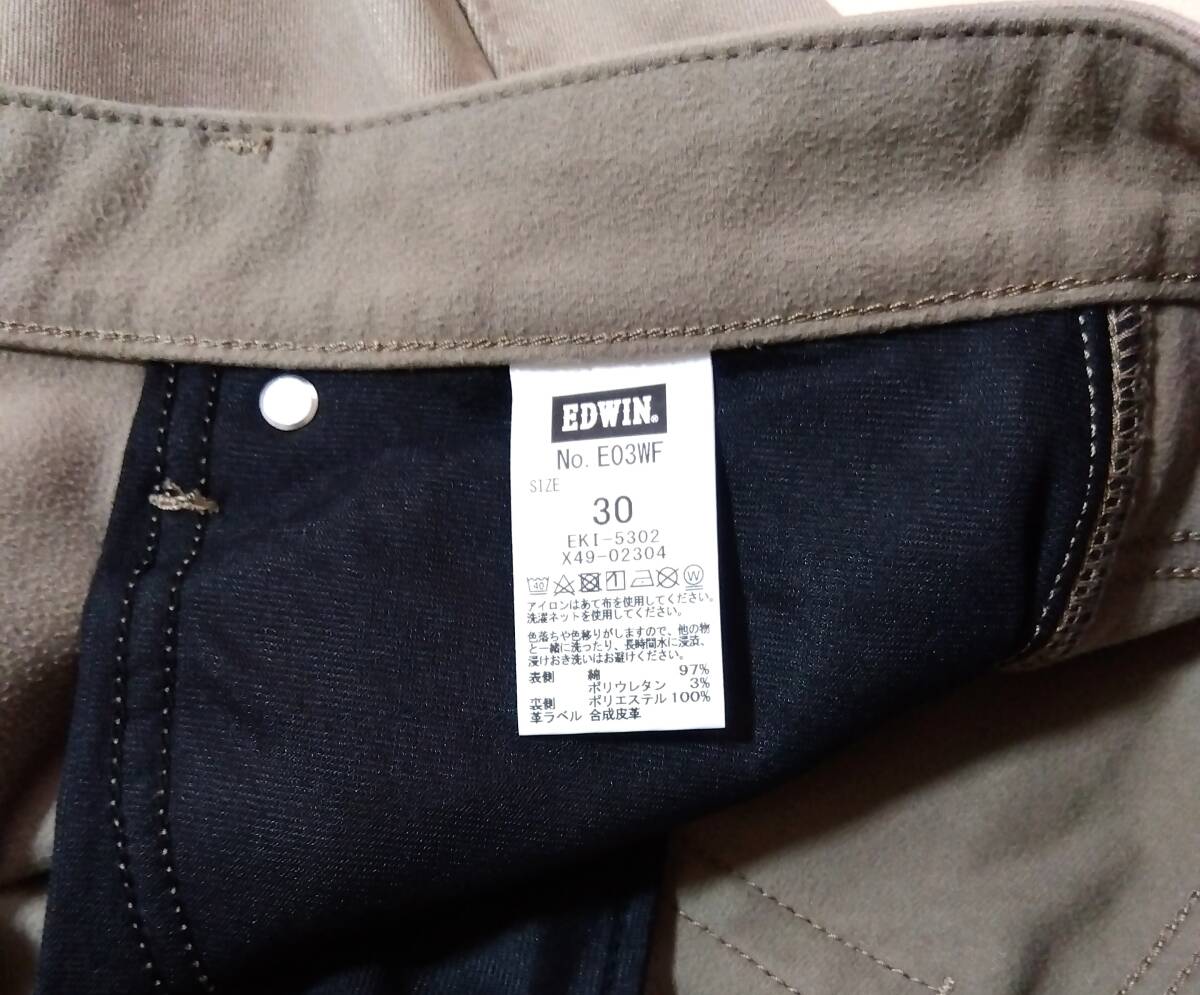 EDWIN®
No. E03WF
SIZE
30
EKI-5302
X49-02304
40 W
アイロンはあて布を使用してください。
洗濯ネットを使用してください。
色落ちや色移りがしますので、他の物
と一緒に洗ったり、長時間水に浸漬、
浸けおき洗いはお避けください。
表側 綿 97%
ポリウレタン 3%
裏側 ポリエステル 100%
革ラベル 合成皮革